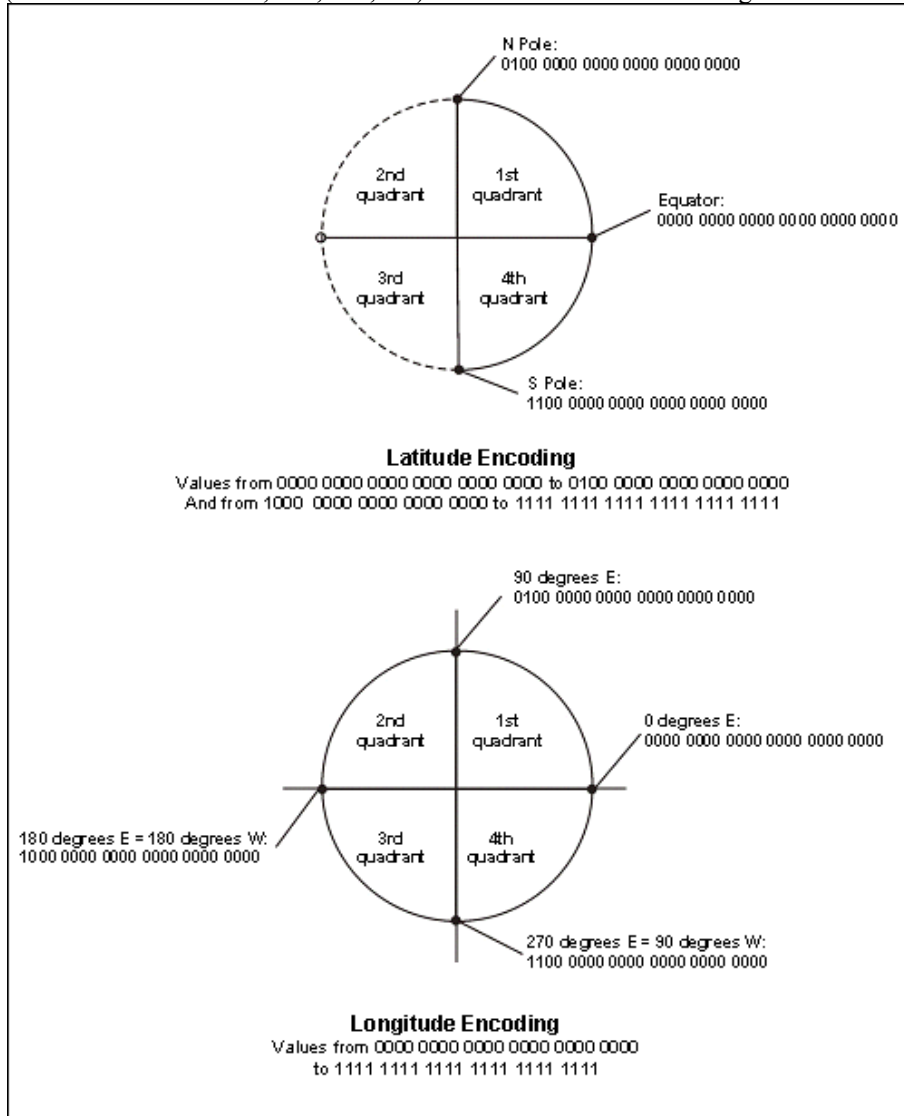 N Pole:
0100 0000 0000 0000 0000 0000
2nd quadrant
1st quadrant
Equator:
0000 0000 0000 0000 0000 0000
3rd quadrant
4th quadrant
S Pole:
1100 0000 0000 0000 0000 0000
Latitude Encoding
Values from 0000 0000 0000 0000 0000 0000 to 0100 0000 0000 0000 0000
And from 1000 0000 0000 0000 0000 to 1111 1111 1111 1111 1111 1111
90 degrees E:
0100 0000 0000 0000 0000 0000
2nd quadrant
1st quadrant
0 degrees E:
0000 0000 0000 0000 0000 0000
180 degrees E = 180 degrees W:
1000 0000 0000 0000 0000 0000
3rd quadrant
4th quadrant
270 degrees E = 90 degrees W:
1100 0000 0000 0000 0000 0000
Longitude Encoding
Values from 0000 0000 0000 0000 0000 0000
to 1111 1111 1111 1111 1111 1111